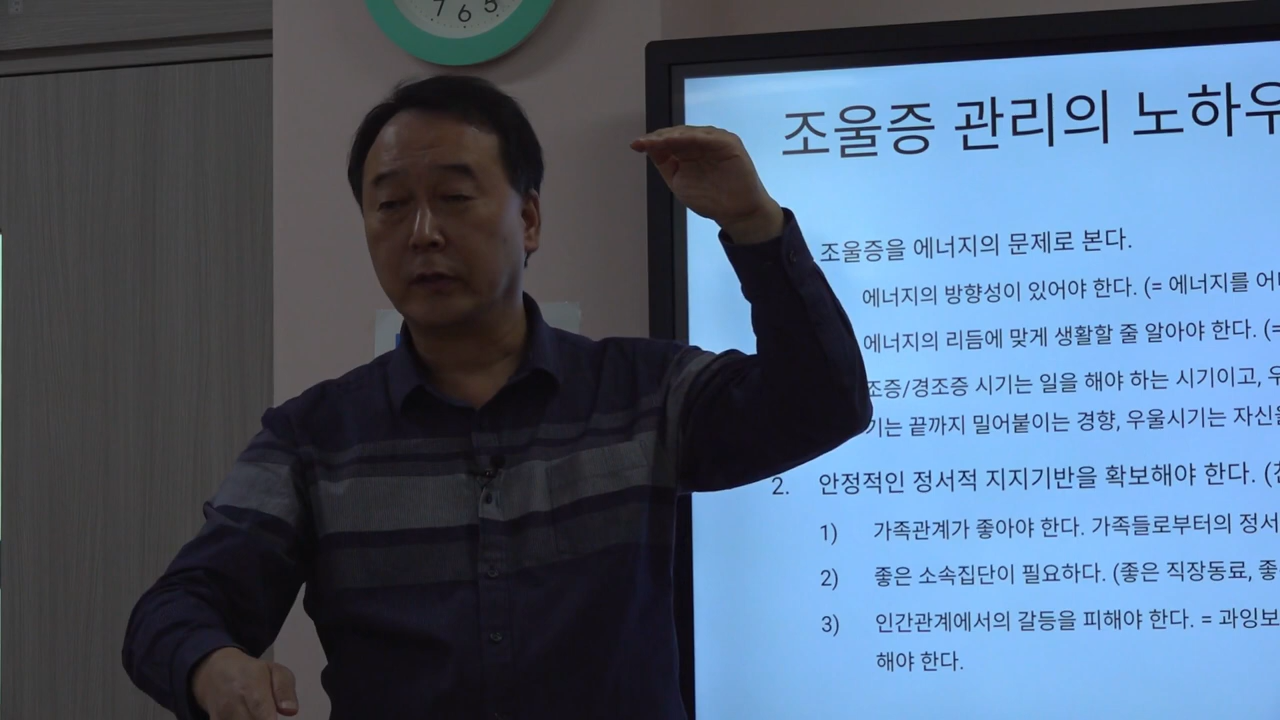 7 6 5
조울증 관리의 노하우
조울증을 에너지의 문제로 본다.
에너지의 방향성이 있어야 한다. (= 에너지를
에너지의 리듬에 맞게 생활할 줄 알아야 한다. (=
조증/경조증 시기는 일을 해야 하는 시기이고,
기는 끝까지 밀어붙이는 경향, 우울시기는 자신을
2. 안정적인 정서적 지지기반을 확보해야 한다.
1) 가족관계가 좋아야 한다. 가족들로부터의 정서
2) 좋은 소속집단이 필요하다. (좋은 직장동료, 좋
3) 인간관계에서의 갈등을 피해야 한다. = 과잉보
해야 한다.